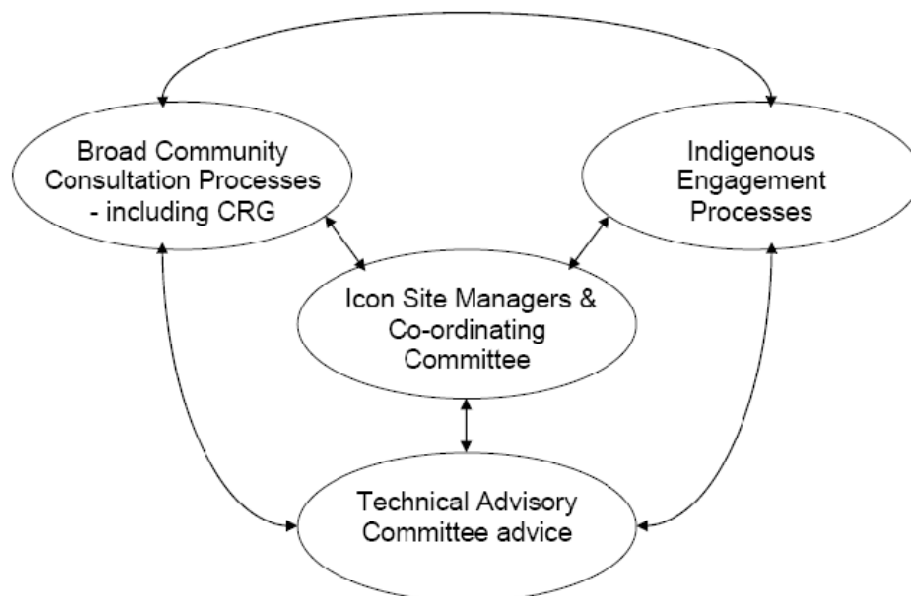 Broad Community
Consultation Processes
- including CRG
Indigenous
Engagement
Processes
Icon Site Managers &
Co-ordinating
Committee
Technical Advisory
Committee advice